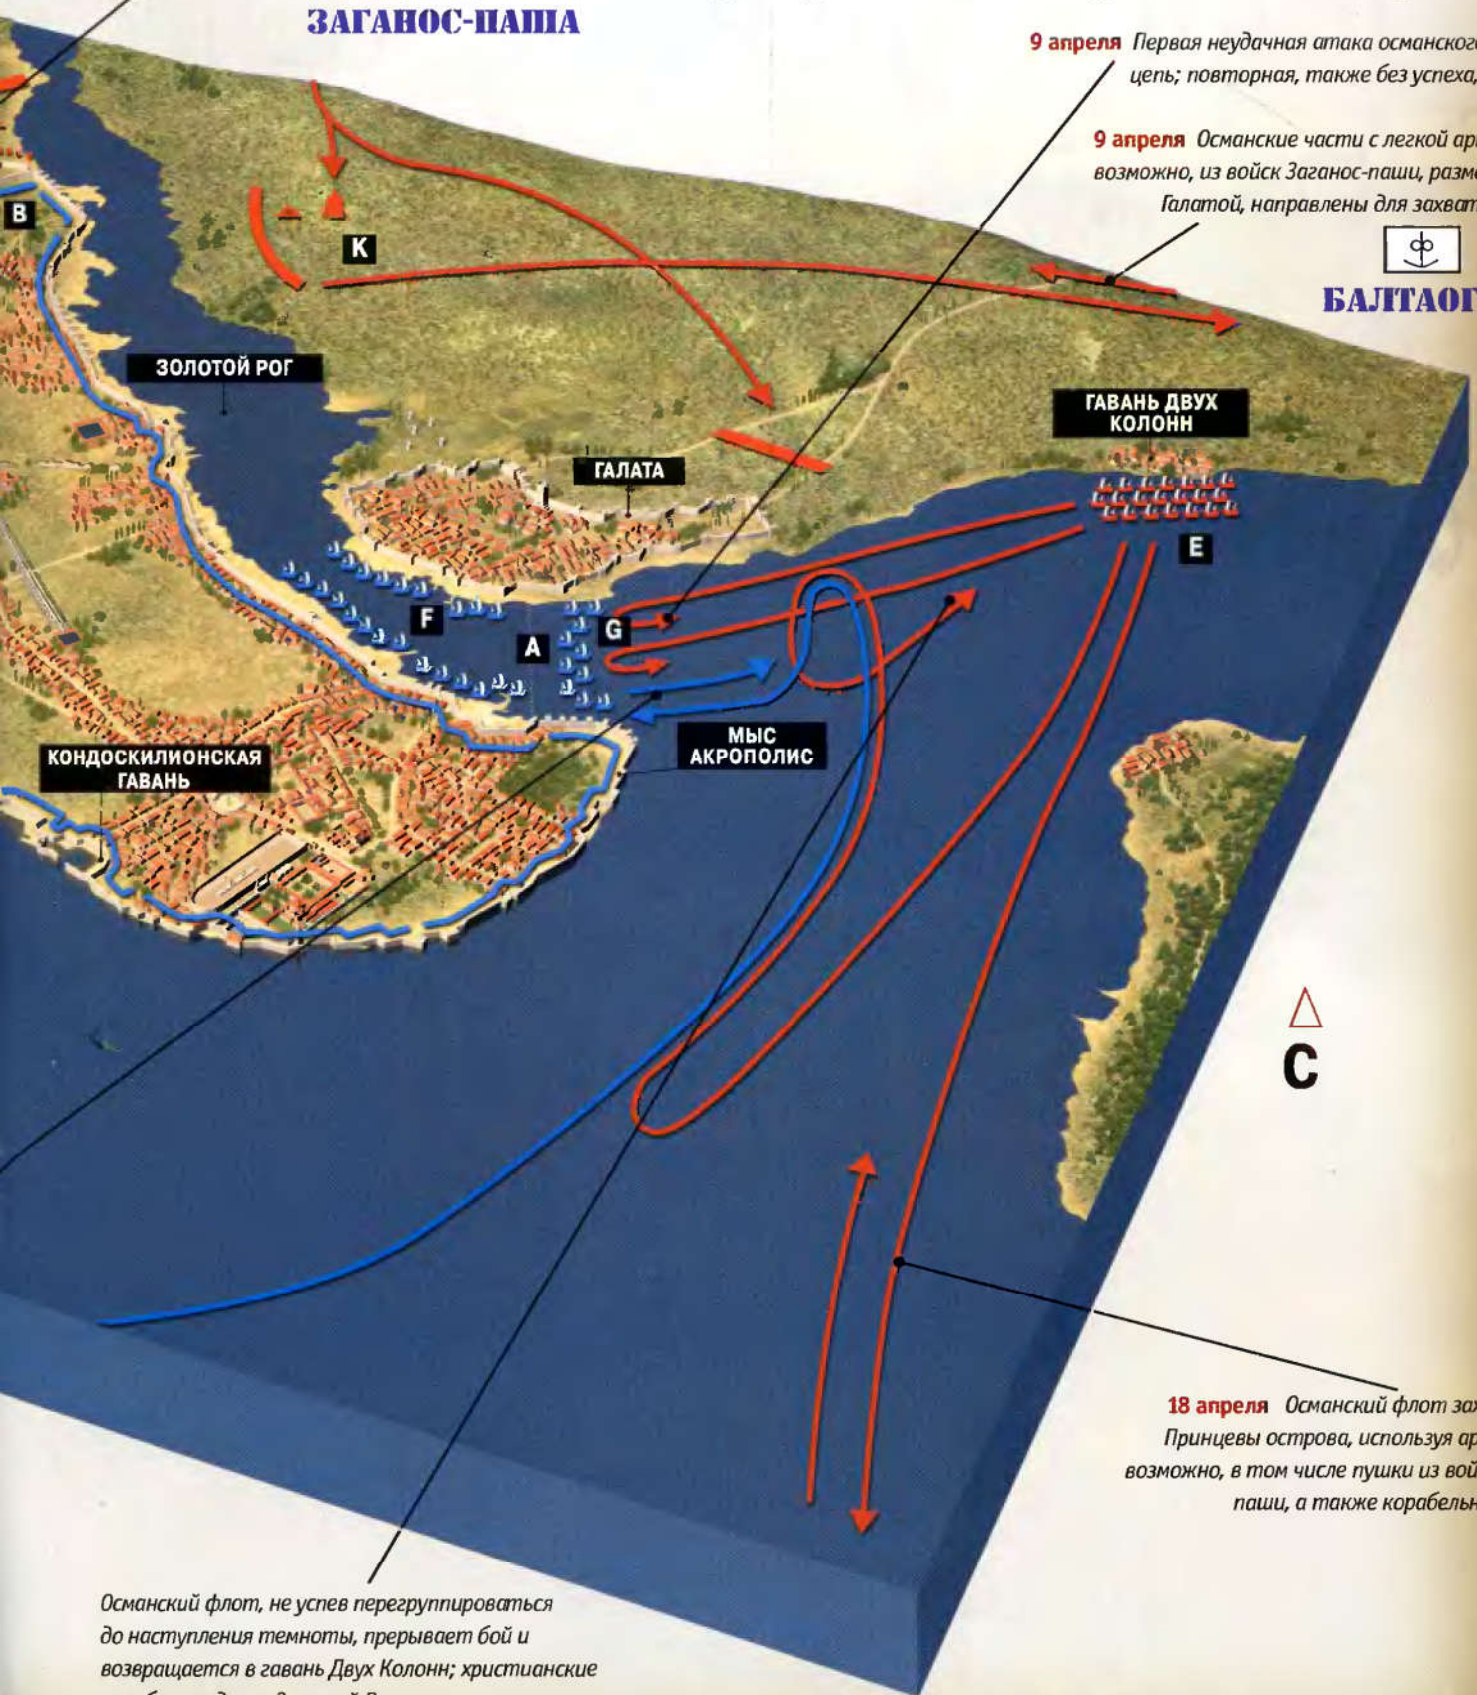 ЗАГАНОС-ПАША
9 апреля Первая неудачная атака османского
цепь; повторная, также без успеха,
9 апреля Османские части с легкой
возможно, из войск Заганос-паши,
Галатой, направлены для
B
K
ЗОЛОТОЙ РОГ
ГАЛАТА
ГАВАНЬ ДВУХ
КОЛОНН
E
F
A
G
МЫС
АКРОПОЛИС
КОНДОСКИЛИОНСКАЯ
ГАВАНЬ
С
18 апреля Османский флот
Принцевы острова, используя
возможно, в том числе пушки из
паши, а также
Османский флот, не успев перегруппироваться
до наступления темноты, прерывает бой и
возвращается в гавань Двух Колонн; христианские